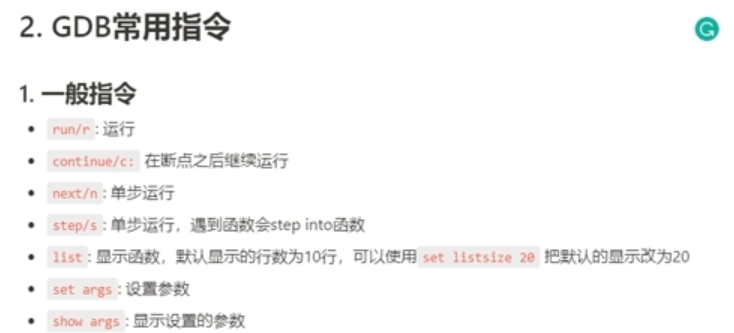 2. GDB常用指令
1. 一般指令
• run/r: 运行
• continue/c: 在断点之后继续运行
• next/n: 单步运行
• step/s: 单步运行，遇到函数会step into函数
• list: 显示函数，默认显示的行数为10行，可以使用 set listsize 20 把默认的显示改为20
• set args: 设置参数
• show args: 显示设置的参数